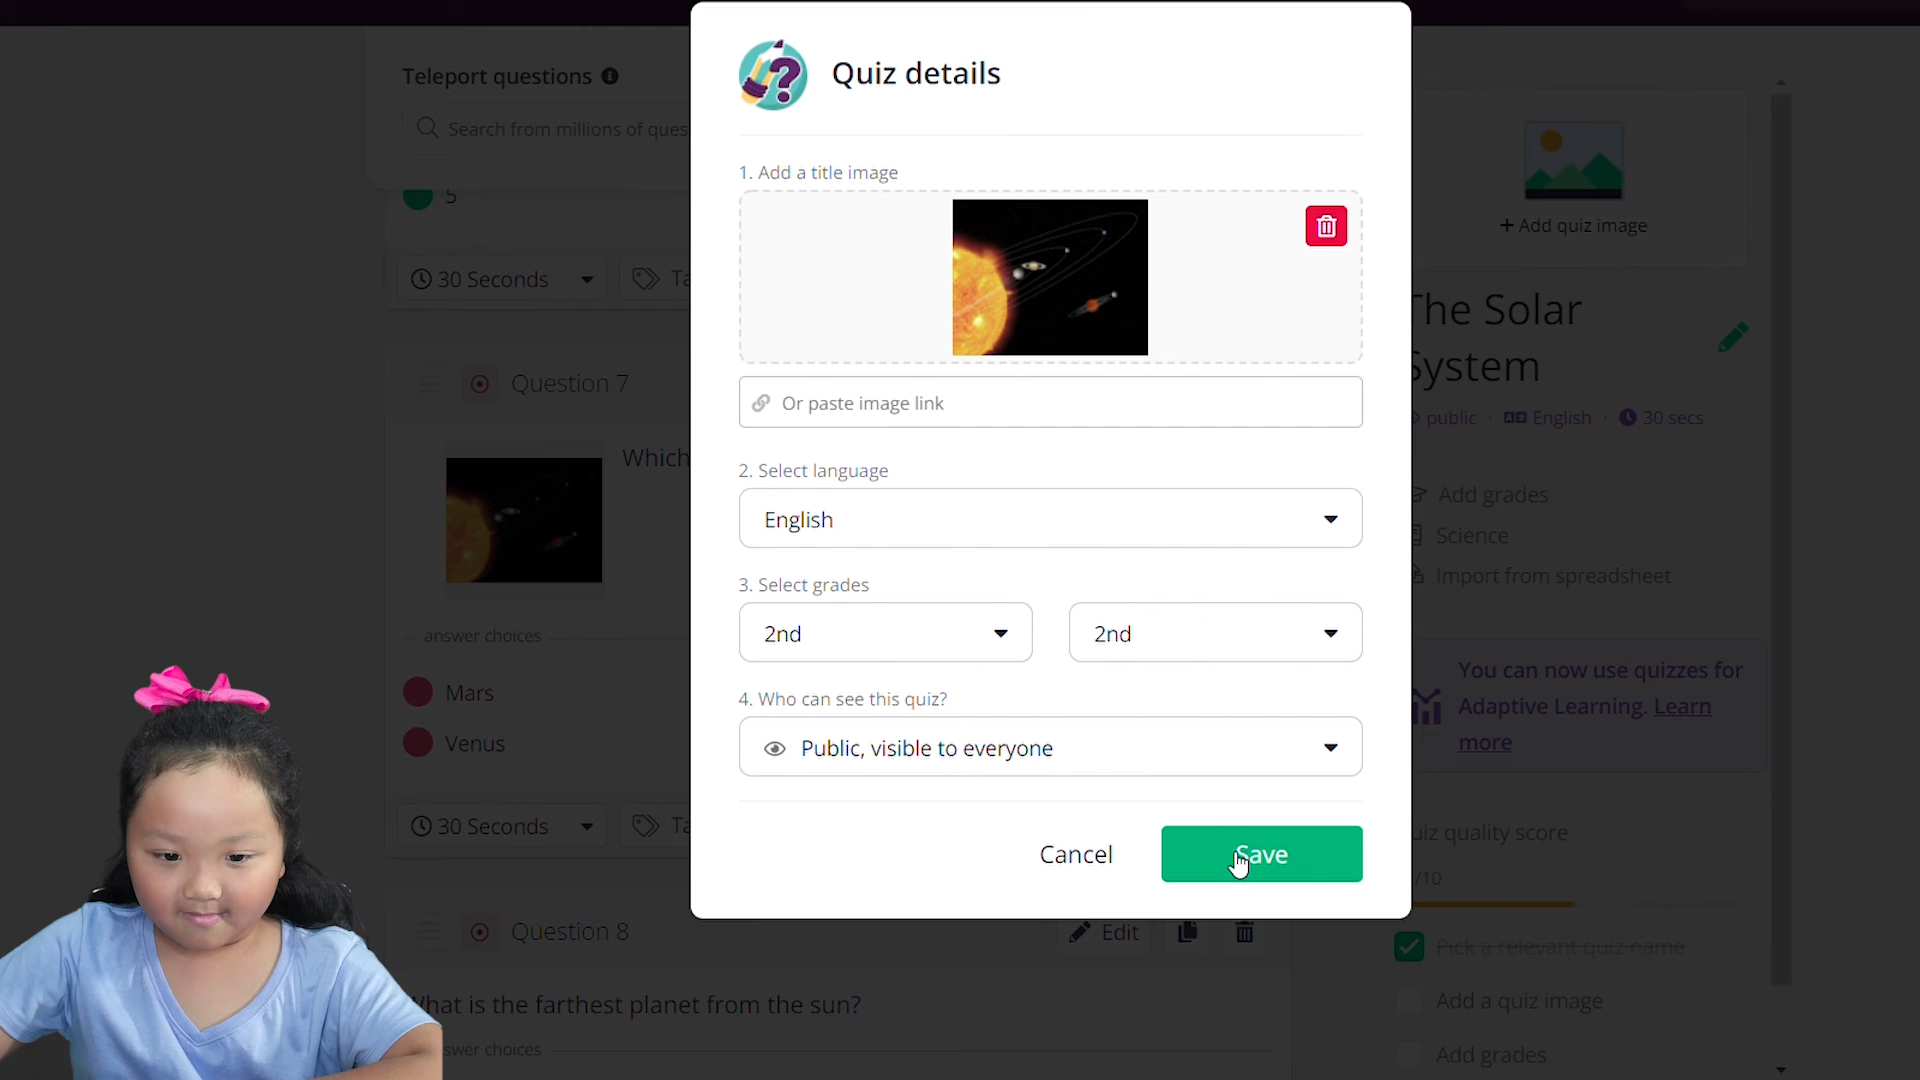 Teleport questions
Search from millions of ques
5
30 Seconds
Ta
Question 7
Which
answer choices
Mars
Venus
30 Seconds
Ta
Question 8
Edit
What is the farthest planet from the sun?
swer choices
Quiz details
1. Add a title image
Or paste image link
2. Select language
English
3. Select grades
2nd
2nd
4. Who can see this quiz?
Public, visible to everyone
Cancel
Save
+ Add quiz image
The Solar
System
public · English · 30 secs
Add grades
Science
Import from spreadsheet
You can now use quizzes for
Adaptive Learning. Learn
more
uiz quality score
/10
Pick a relevant quiz name
Add a quiz image
Add grades